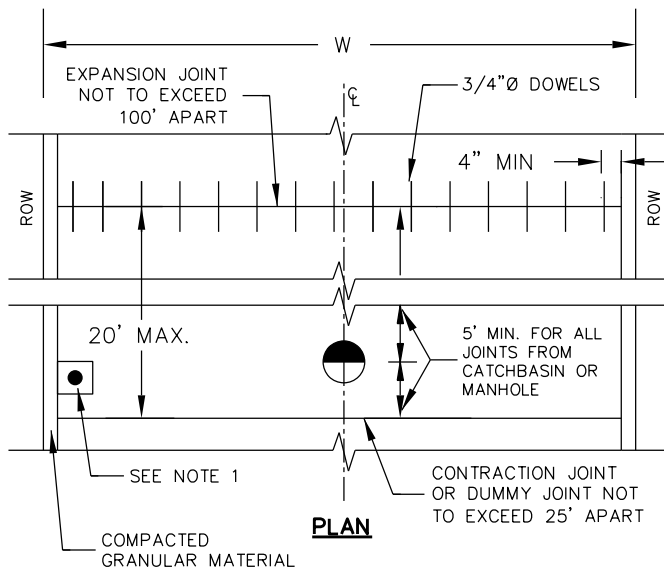 W
EXPANSION JOINT
NOT TO EXCEED
100' APART
℄
3/4"Ø DOWELS
4" MIN
ROW
ROW
20' MAX.
5' MIN. FOR ALL
JOINTS FROM
CATCHBASIN OR
MANHOLE
SEE NOTE 1
CONTRACTION JOINT
OR DUMMY JOINT NOT
TO EXCEED 25' APART
PLAN
COMPACTED
GRANULAR MATERIAL